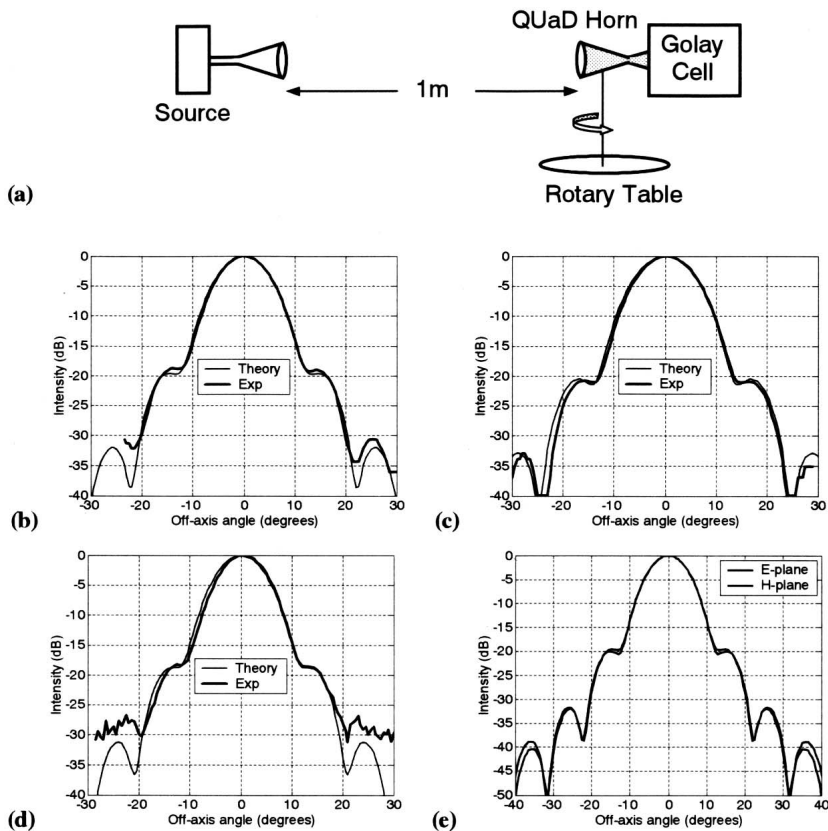 (a)
Source
1m
QUaD Horn
Golay
Cell
Rotary Table
(b)
Intensity (dB)
0
-5
-10
-15
-20
-25
-30
-35
-40
Theory
Exp
-30 -20 -10 0 10 20 30
Off-axis angle (degrees)
(c)
Intensity (dB)
0
-5
-10
-15
-20
-25
-30
-35
-40
Theory
Exp
-30 -20 -10 0 10 20 30
Off-axis angle (degrees)
(d)
Intensity (dB)
0
-5
-10
-15
-20
-25
-30
-35
-40
Theory
Exp
-30 -20 -10 0 10 20 30
Off-axis angle (degrees)
(e)
Intensity (dB)
0
-5
-10
-15
-20
-25
-30
-35
-40
-45
-50
E-plane
H-plane
-40 -30 -20 -10 0 10 20 30 40
Off-axis angle (degrees)